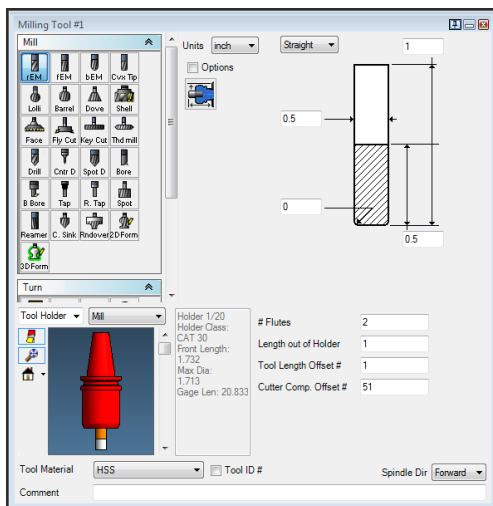 Milling Tool #1
Mill
rEM fEM bEM Cvx Tip
Lolli Barrel Dove Shell
Face Fly Cut Key Cut Thd mill
Drill Cntr D Spot D Bore
B Bore Tap R. Tap Spot
Reamer C. Sink Rndover 2D Form
3D Form
Turn
Units inch Straight 1
Options
0.5
0
0.5
Tool Holder Mill
Holder 1/20
Holder Class:
CAT 30
Front Length:
1.732
Max Dia:
1.713
Gage Len: 20.833
# Flutes 2
Length out of Holder 1
Tool Length Offset # 1
Cutter Comp. Offset # 51
Tool Material HSS Tool ID # Spindle Dir Forward
Comment